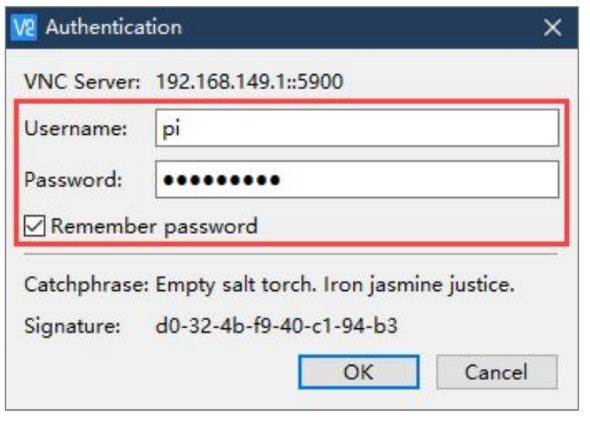 V2 Authentication
VNC Server: 192.168.149.1::5900
Username: pi
Password: ●●●●●●●●●
Remember password
Catchphrase: Empty salt torch. Iron jasmine justice.
Signature: d0-32-4b-f9-40-c1-94-b3
OK Cancel